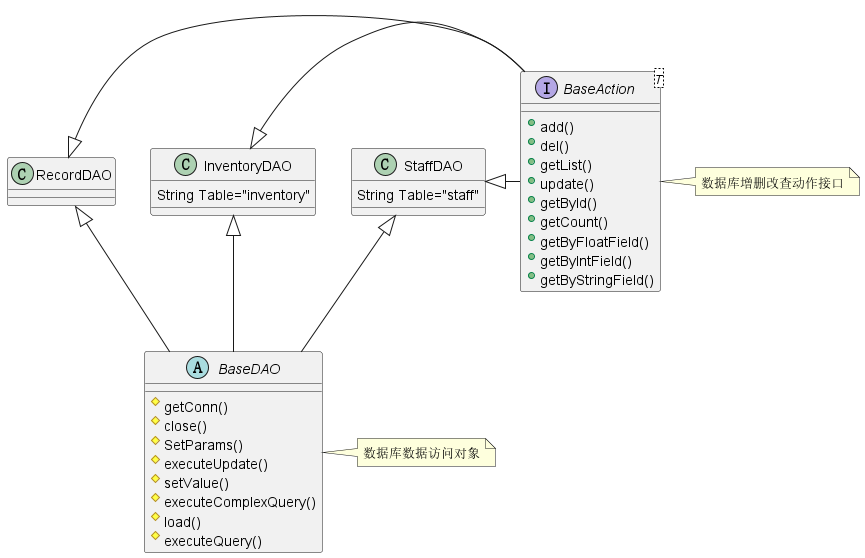 I
BaseAction
T
add()
del()
getList()
update()
getById()
getCount()
getByFloatField()
getByIntField()
getByStringField()
C
RecordDAO
C
InventoryDAO
String Table="inventory"
C
StaffDAO
String Table="staff"
数据库增删改查动作接口
A
BaseDAO
getConn()
close()
SetParams()
executeUpdate()
setValue()
executeComplexQuery()
load()
executeQuery()
数据库数据访问对象